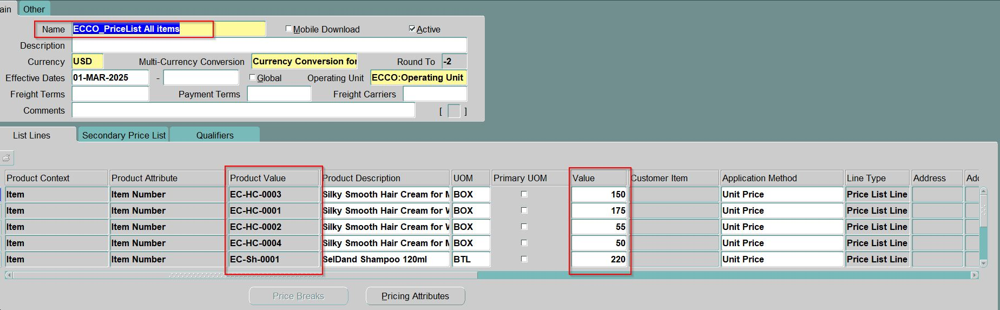 ain Other
Name ECCO_PriceList All items Mobile Download Active
Description
Currency USD Multi-Currency Conversion Currency Conversion for Round To -2
Effective Dates 01-MAR-2025 - Global Operating Unit ECCO:Operating Unit
Freight Terms Payment Terms Freight Carriers
Comments [ ]
List Lines Secondary Price List Qualifiers
Product Context Product Attribute Product Value Product Description UOM Primary UOM Value Customer Item Application Method Line Type Address Adc
Item Item Number EC-HC-0003 Silky Smooth Hair Cream for M BOX 150 Unit Price Price List Line
Item Item Number EC-HC-0001 Silky Smooth Hair Cream for W BOX 175 Unit Price Price List Line
Item Item Number EC-HC-0002 Silky Smooth Hair Cream for W BOX 55 Unit Price Price List Line
Item Item Number EC-HC-0004 Silky Smooth Hair Cream for M BOX 50 Unit Price Price List Line
Item Item Number EC-Sh-0001 SelDand Shampoo 120ml BTL 220 Unit Price Price List Line
Price Breaks Pricing Attributes